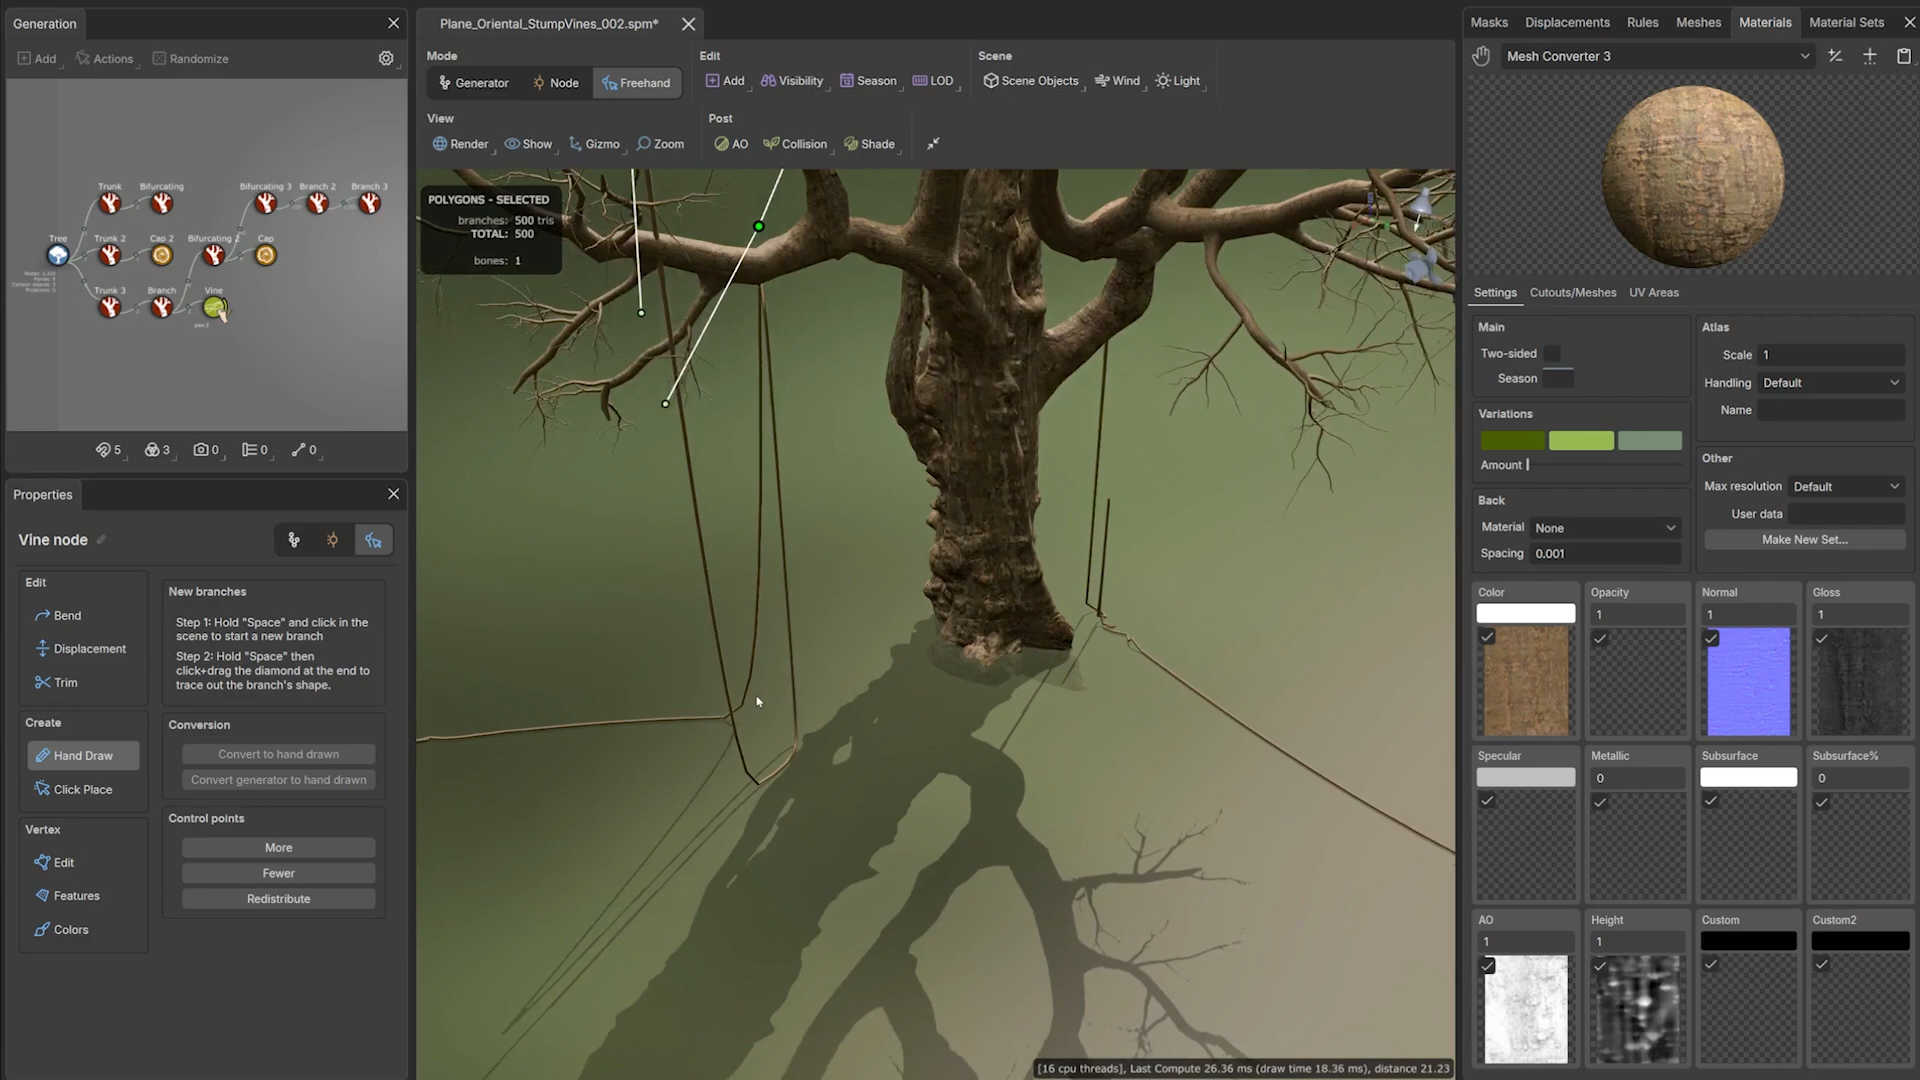 Generation
Add
Actions
Randomize
Trunk
Bifurcating
Bifurcating 3
Branch 2
Branch 3
Tree
Trunk 2
Cap 2
Bifurcating 2
Cap
Trunk 3
Branch
Vine
5
3
0
0
0
Properties
Vine node
Edit
Bend
Displacement
Trim
Create
Hand Draw
Click Place
Vertex
Edit
Features
Colors
New branches
Step 1: Hold "Space" and click in the
scene to start a new branch
Step 2: Hold "Space" then
click+drag the diamond at the end to
trace out the branch's shape.
Conversion
Convert to hand drawn
Convert generator to hand drawn
Control points
More
Fewer
Redistribute
Plane_Oriental_StumpVines_002.spm*
Mode
Generator
Node
Freehand
Edit
Add
Visibility
Season
LOD
Scene
Scene Objects
Wind
Light
View
Render
Show
Gizmo
Zoom
Post
AO
Collision
Shade
POLYGONS - SELECTED
branches: 500 tris
TOTAL: 500
bones: 1
[16 cpu threads], Last Compute 26.36 ms (draw time 18.36 ms), distance 21.23
Masks
Displacements
Rules
Meshes
Materials
Material Sets
Mesh Converter 3
Settings
Cutouts/Meshes
UV Areas
Main
Two-sided
Season
Variations
Amount
Back
Material None
Spacing 0.001
Atlas
Scale 1
Handling Default
Name
Other
Max resolution Default
User data
Make New Set...
Color
Opacity
1
Normal
1
Gloss
1
Specular
Metallic
0
Subsurface
Subsurface%
0
AO
1
Height
1
Custom
Custom2